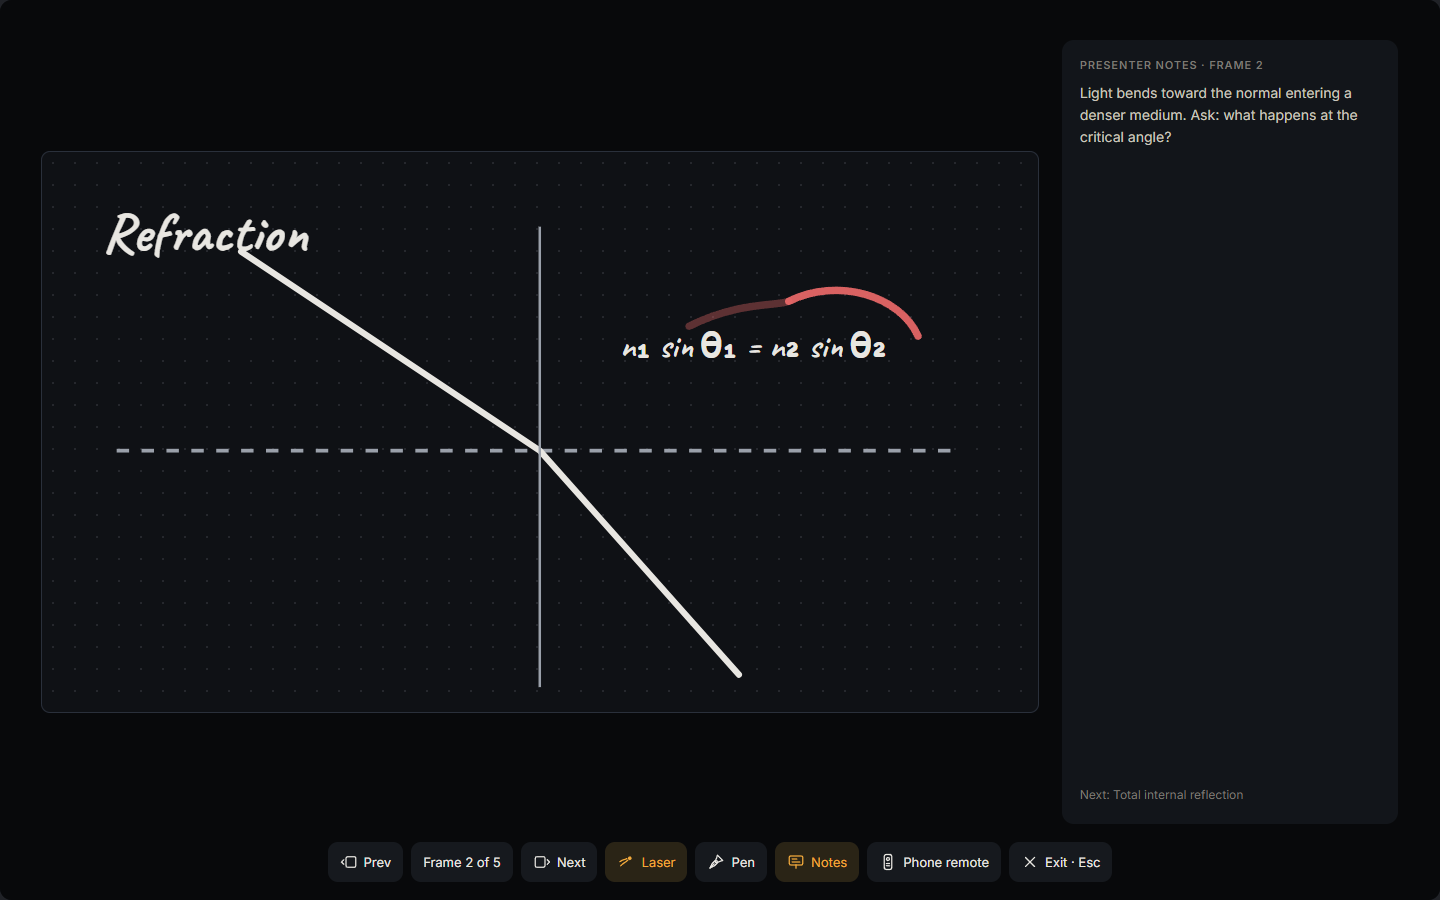 PRESENTER NOTES · FRAME 2
Light bends toward the normal entering a
denser medium. Ask: what happens at the
critical angle?
Refraction
n1 sin θ1 = n2 sin θ2
Next: Total internal reflection
Prev
Frame 2 of 5
Next
Laser
Pen
Notes
Phone remote
Exit · Esc